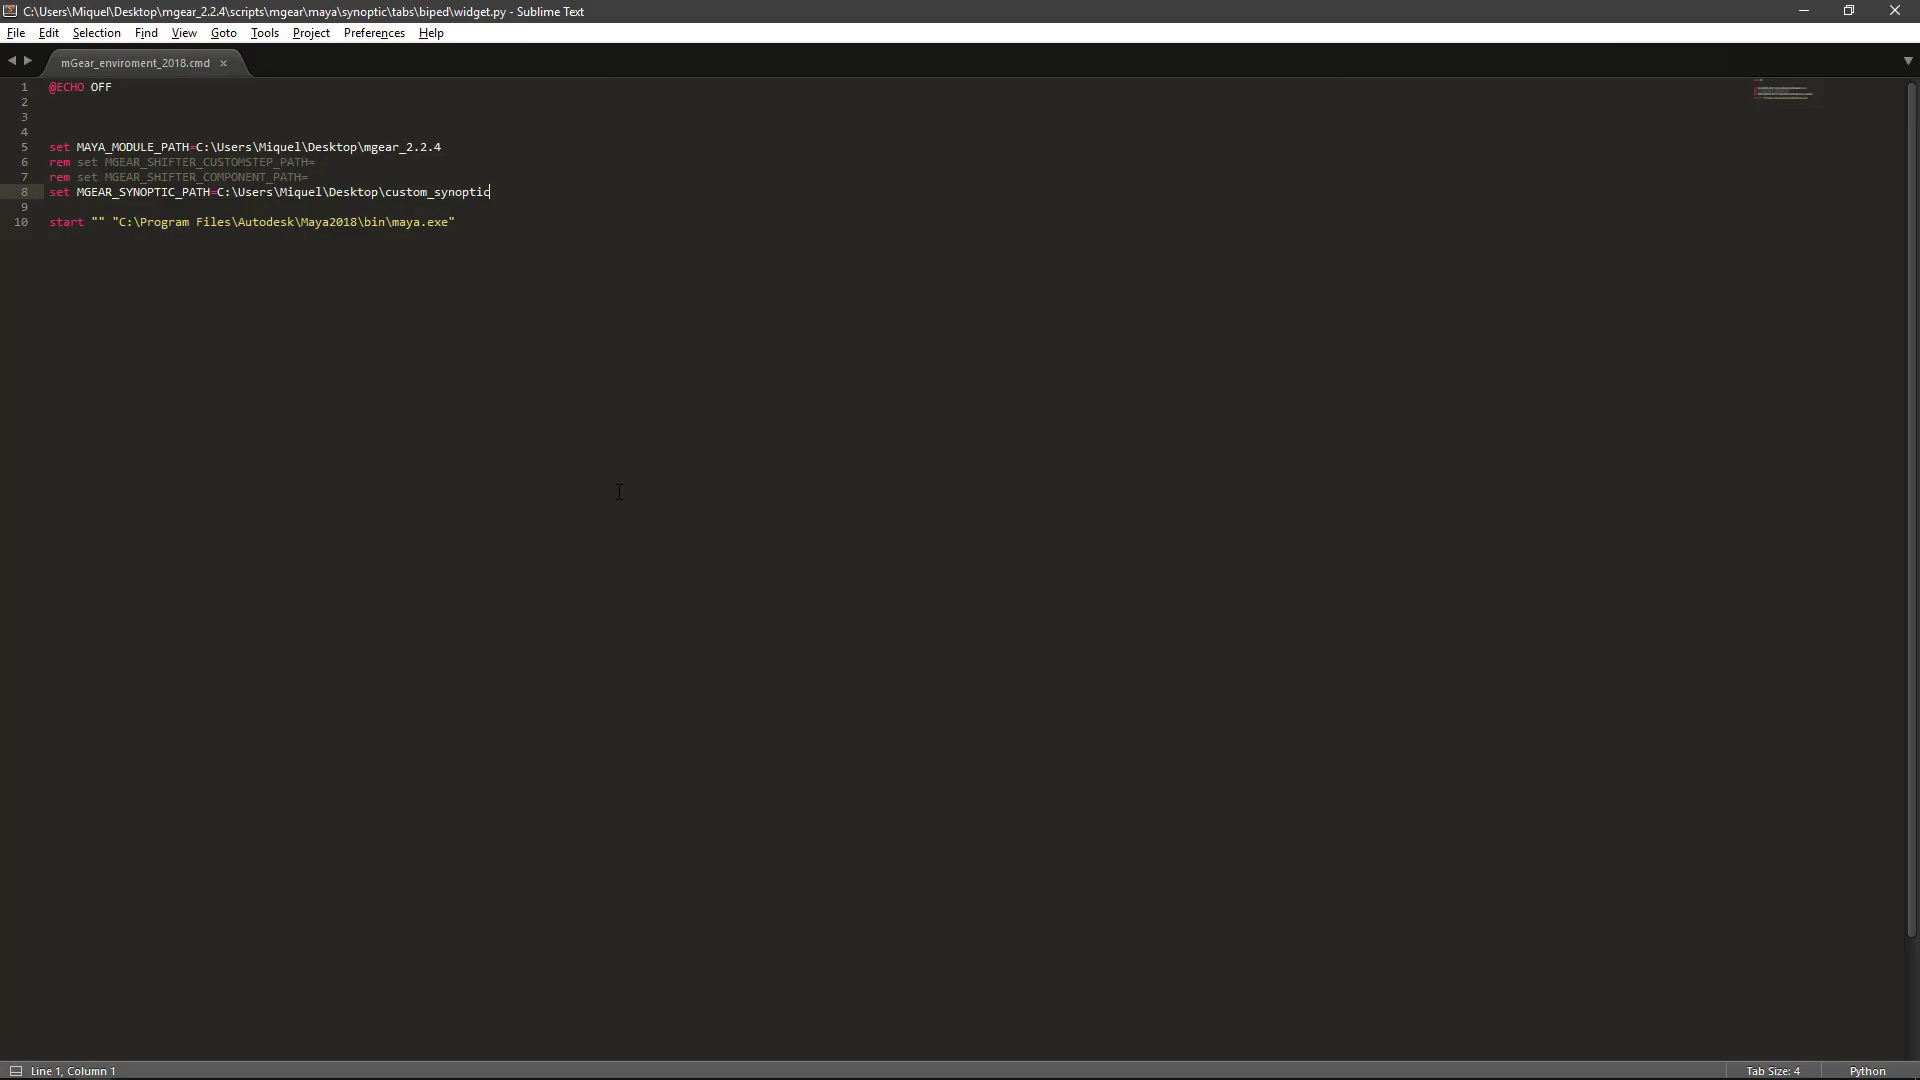 C:\Users\Miquel\Desktop\mgear_2.2.4\scripts\mgear\maya\synoptic\tabs\biped\widget.py - Sublime Text
File Edit Selection Find View Goto Tools Project Preferences Help
mGear_enviroment_2018.cmd ×
1 @ECHO OFF
2
3
4
5 set MAYA_MODULE_PATH=C:\Users\Miquel\Desktop\mgear_2.2.4
6 rem set MGEAR_SHIFTER_CUSTOMSTEP_PATH=
7 rem set MGEAR_SHIFTER_COMPONENT_PATH=
8 set MGEAR_SYNOPTIC_PATH=C:\Users\Miquel\Desktop\custom_synoptic
9
10 start "" "C:\Program Files\Autodesk\Maya2018\bin\maya.exe"
Line 1, Column 1 Tab Size: 4 Python